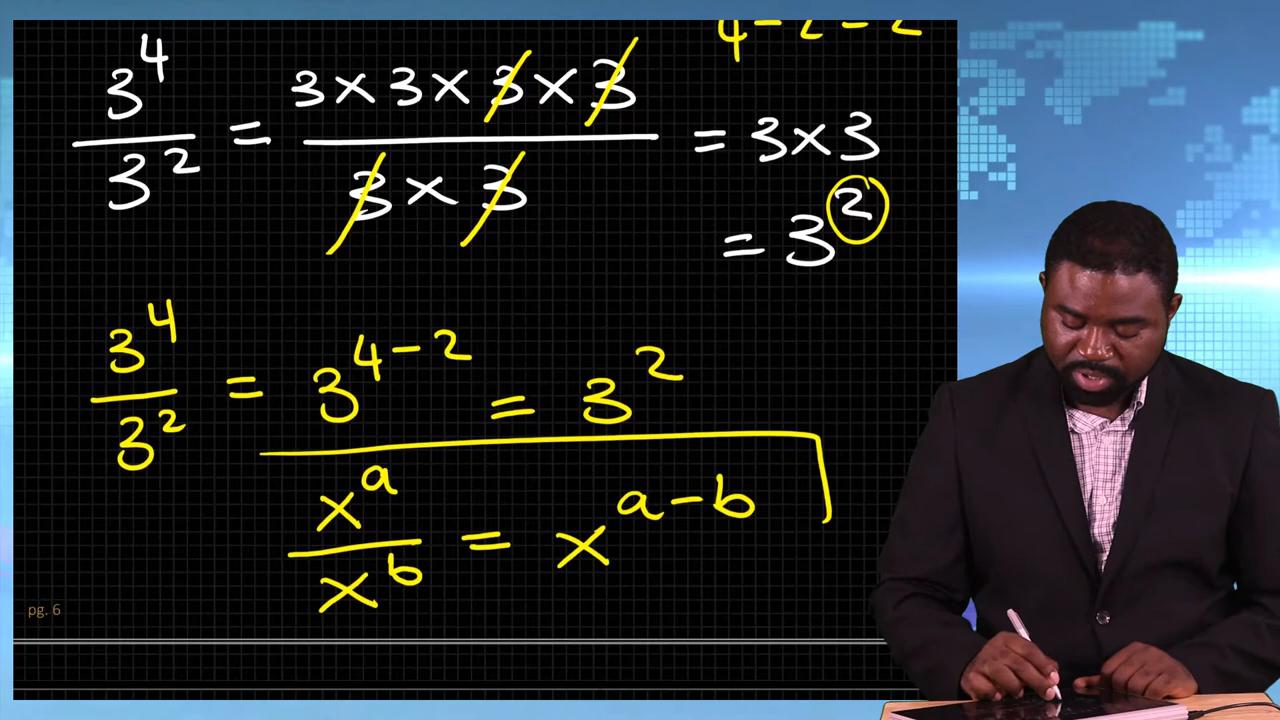 4 - 2 = 2
3^4 / 3^2 = 3 × 3 × 3 × 3 / 3 × 3 = 3 × 3
= 3^2
3^4 / 3^2 = 3^(4-2) = 3^2
x^a / x^b = x^(a-b)
pg. 6